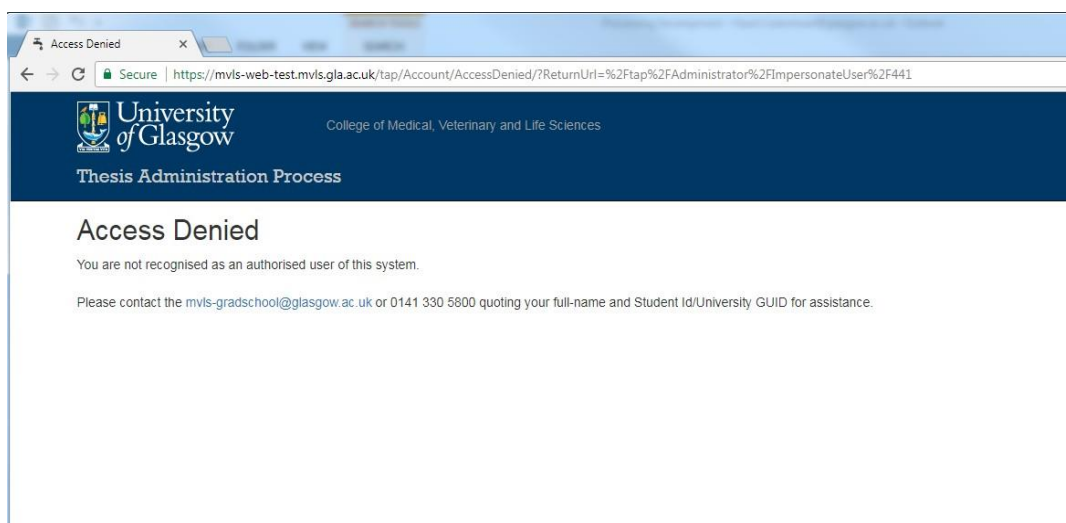 Access Denied
Secure | https://mvls-web-test.mvls.gla.ac.uk/tap/Account/AccessDenied/?ReturnUrl=%2Ftap%2FAdministrator%2FImpersonateUser%2F441
University
of Glasgow
College of Medical, Veterinary and Life Sciences
Thesis Administration Process
Access Denied
You are not recognised as an authorised user of this system.
Please contact the mvls-gradschool@glasgow.ac.uk or 0141 330 5800 quoting your full-name and Student Id/University GUID for assistance.